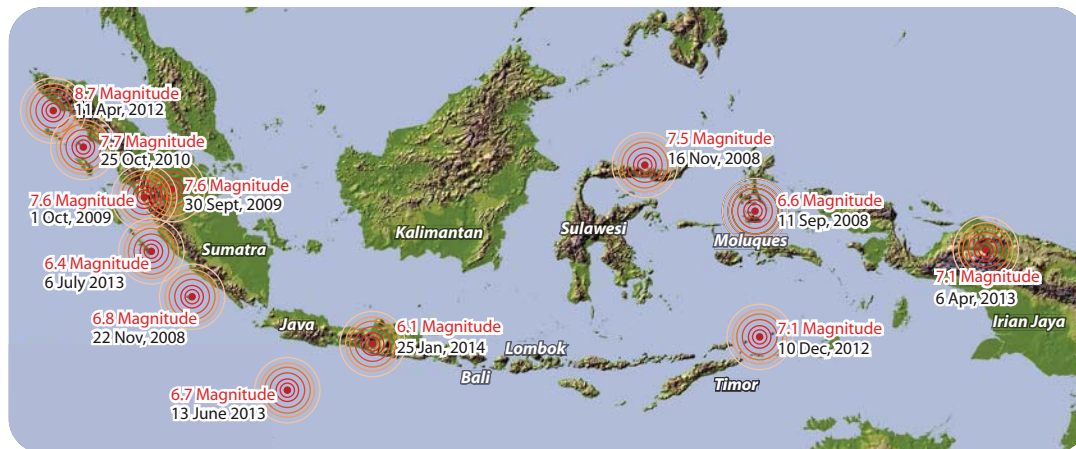 8.7 Magnitude
11 Apr, 2012
7.7 Magnitude
25 Oct, 2010
7.6 Magnitude
30 Sept, 2009
7.6 Magnitude
1 Oct, 2009
Sumatra
6.4 Magnitude
6 July 2013
6.8 Magnitude
22 Nov, 2008
Java
6.7 Magnitude
13 June 2013
6.1 Magnitude
25 Jan, 2014
Kalimantan
Bali
Lombok
7.5 Magnitude
16 Nov, 2008
Sulawesi
6.6 Magnitude
11 Sep, 2008
Moluques
7.1 Magnitude
10 Dec, 2012
Timor
7.1 Magnitude
6 Apr, 2013
Irian Jaya